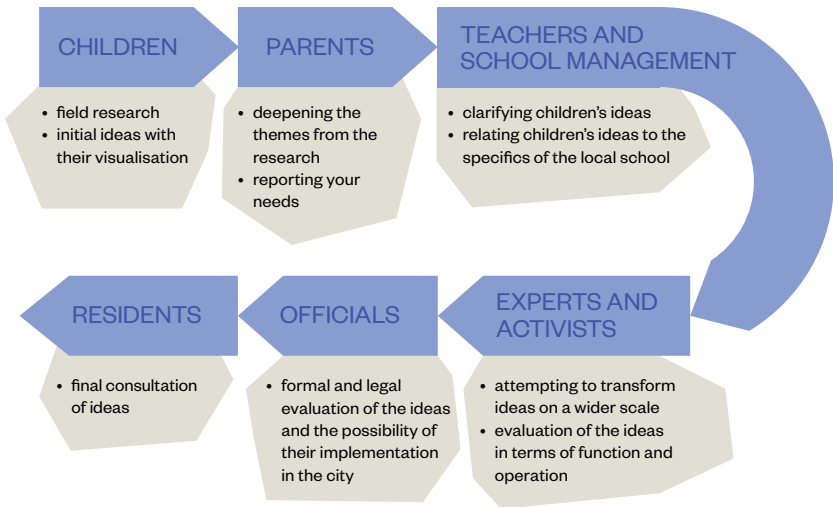 CHILDREN
• field research
• initial ideas with
their visualisation
PARENTS
• deepening the
themes from the
research
• reporting your
needs
TEACHERS AND
SCHOOL MANAGEMENT
• clarifying children’s ideas
• relating children’s ideas to the
specifics of the local school
EXPERTS AND
ACTIVISTS
• attempting to transform
ideas on a wider scale
• evaluation of the ideas
in terms of function and
operation
OFFICIALS
• formal and legal
evaluation of the ideas
and the possibility of
their implementation
in the city
RESIDENTS
• final consultation
of ideas